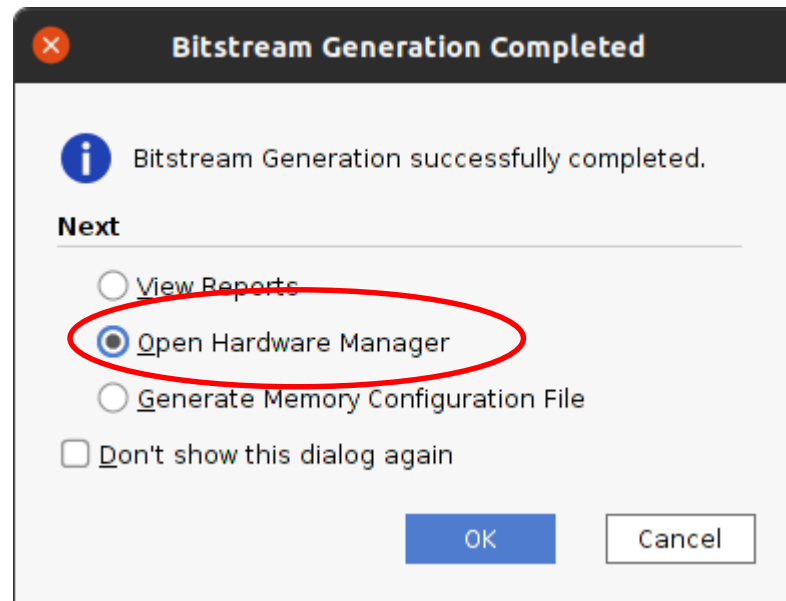 Bitstream Generation Completed
Bitstream Generation successfully completed.
Next
View Reports
Open Hardware Manager
Generate Memory Configuration File
Don't show this dialog again
OK
Cancel